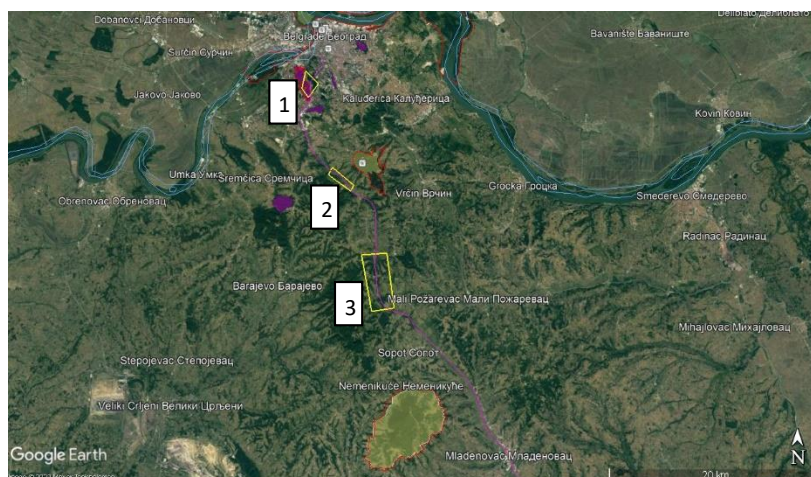 Dobanovci Добановци
Deliblato Делиблато
Belgrade Београд
Bavanište Баваниште
Surčin Сурчин
Jakovo Јаково
1
Kaluđerica Калуђерица
Kovin Ковин
Umka Умка
Sremčica Сремчица
Vrčin Врчин
Grocka Гроцка
Obrenovac Обреновац
Smederevo Смедерево
2
Radinac Радинац
Barajevo Барајево
3
Mali Požarevac Мали Пожаревац
Mihajlovac Михајловац
Stepojevac Степојевац
Sopot Сопот
Nemenikuće Неменикуће
Veliki Crljeni Велики Црљени
Google Earth
Mladenovac Младеновац
20 km
N